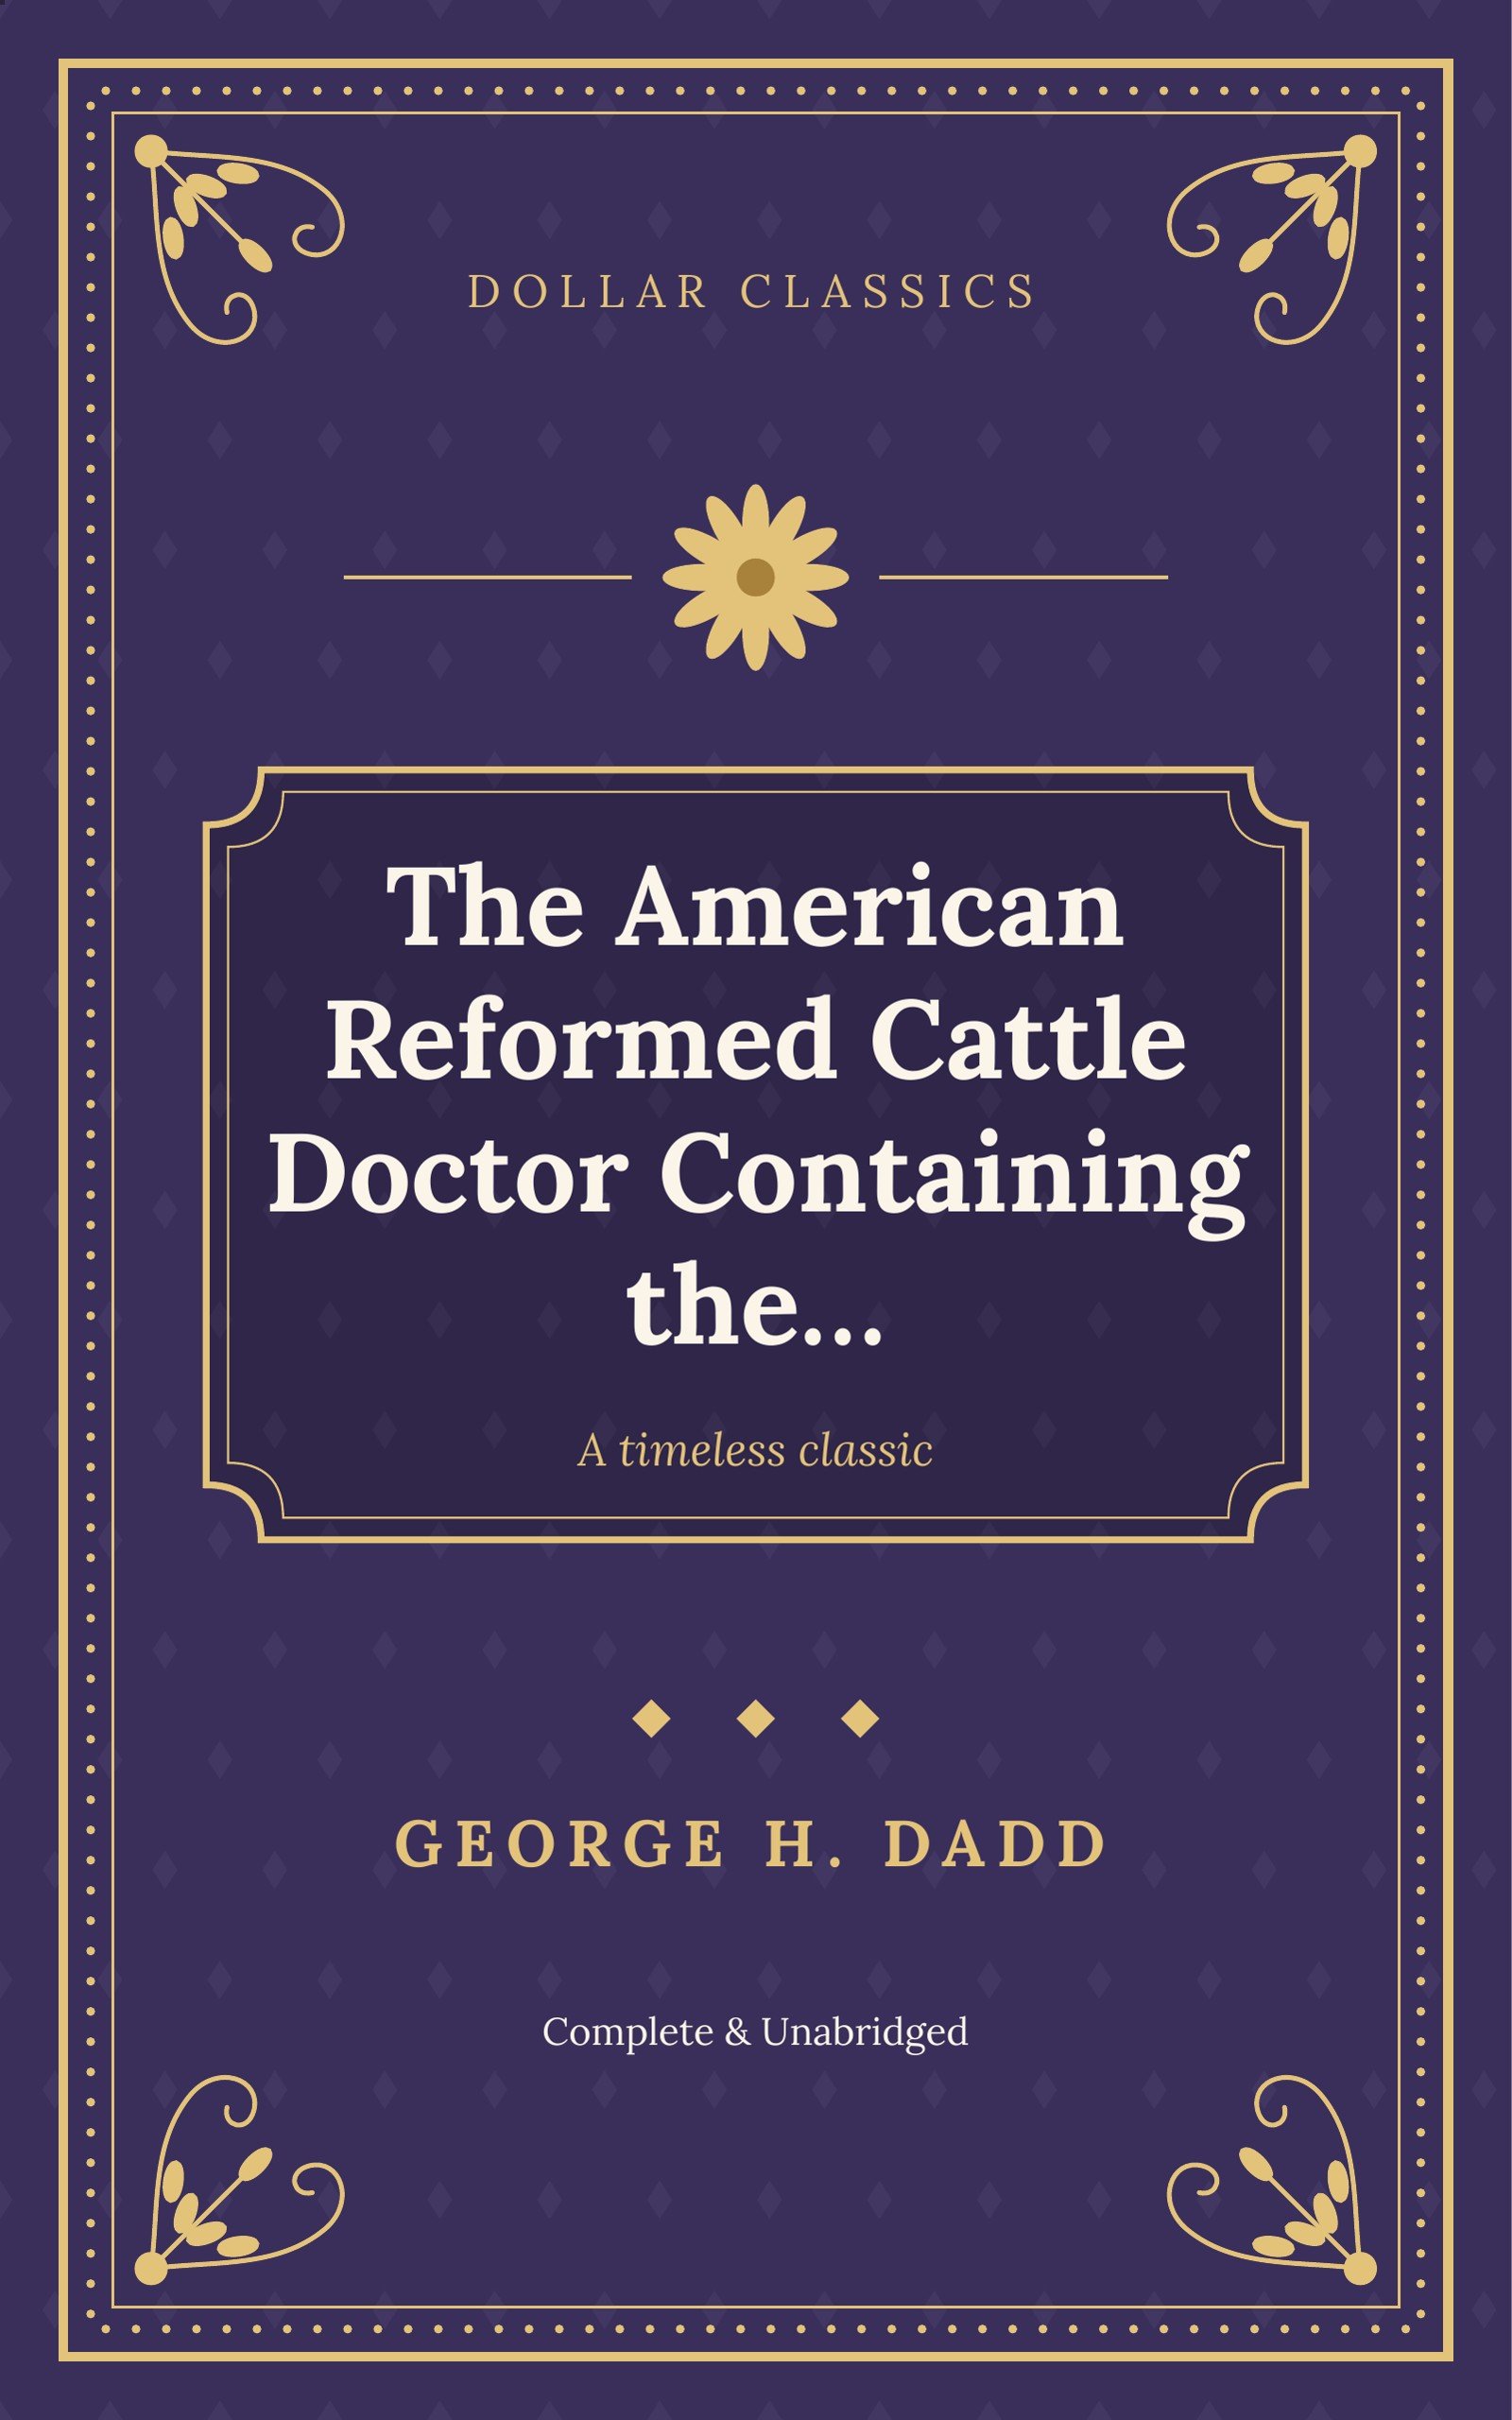 DOLLAR CLASSICS
The American
Reformed Cattle
Doctor Containing
the...
A timeless classic
GEORGE H. DADD
Complete & Unabridged